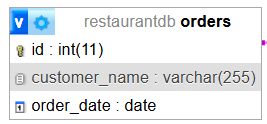 v restaurantdb orders
id : int(11)
customer_name : varchar(255)
order_date : date